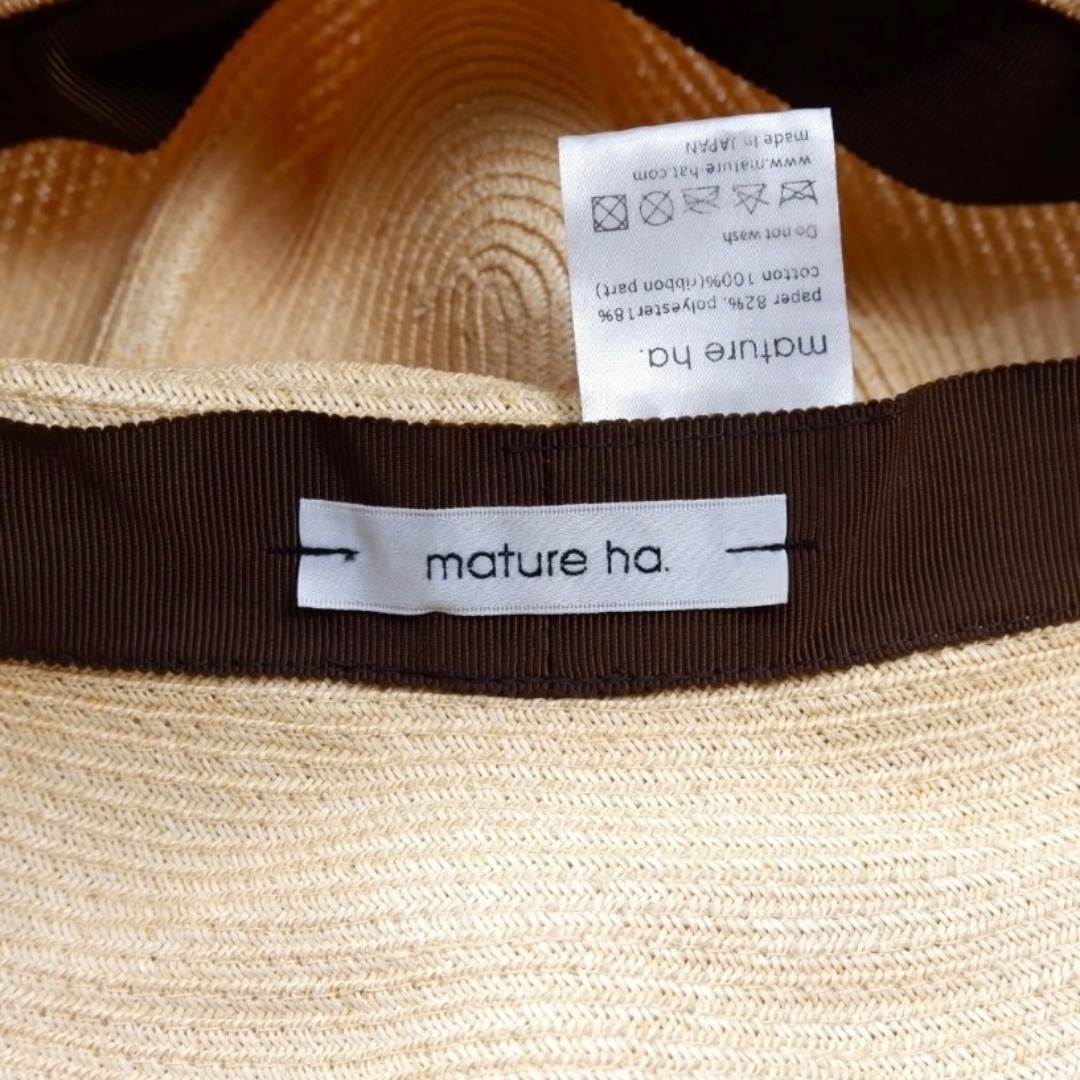 mature ha.
paper 82%, polyester18%
cotton 100%(ribbon part)
Do not wash
www.mature-hat.com
made in JAPAN
mature ha.